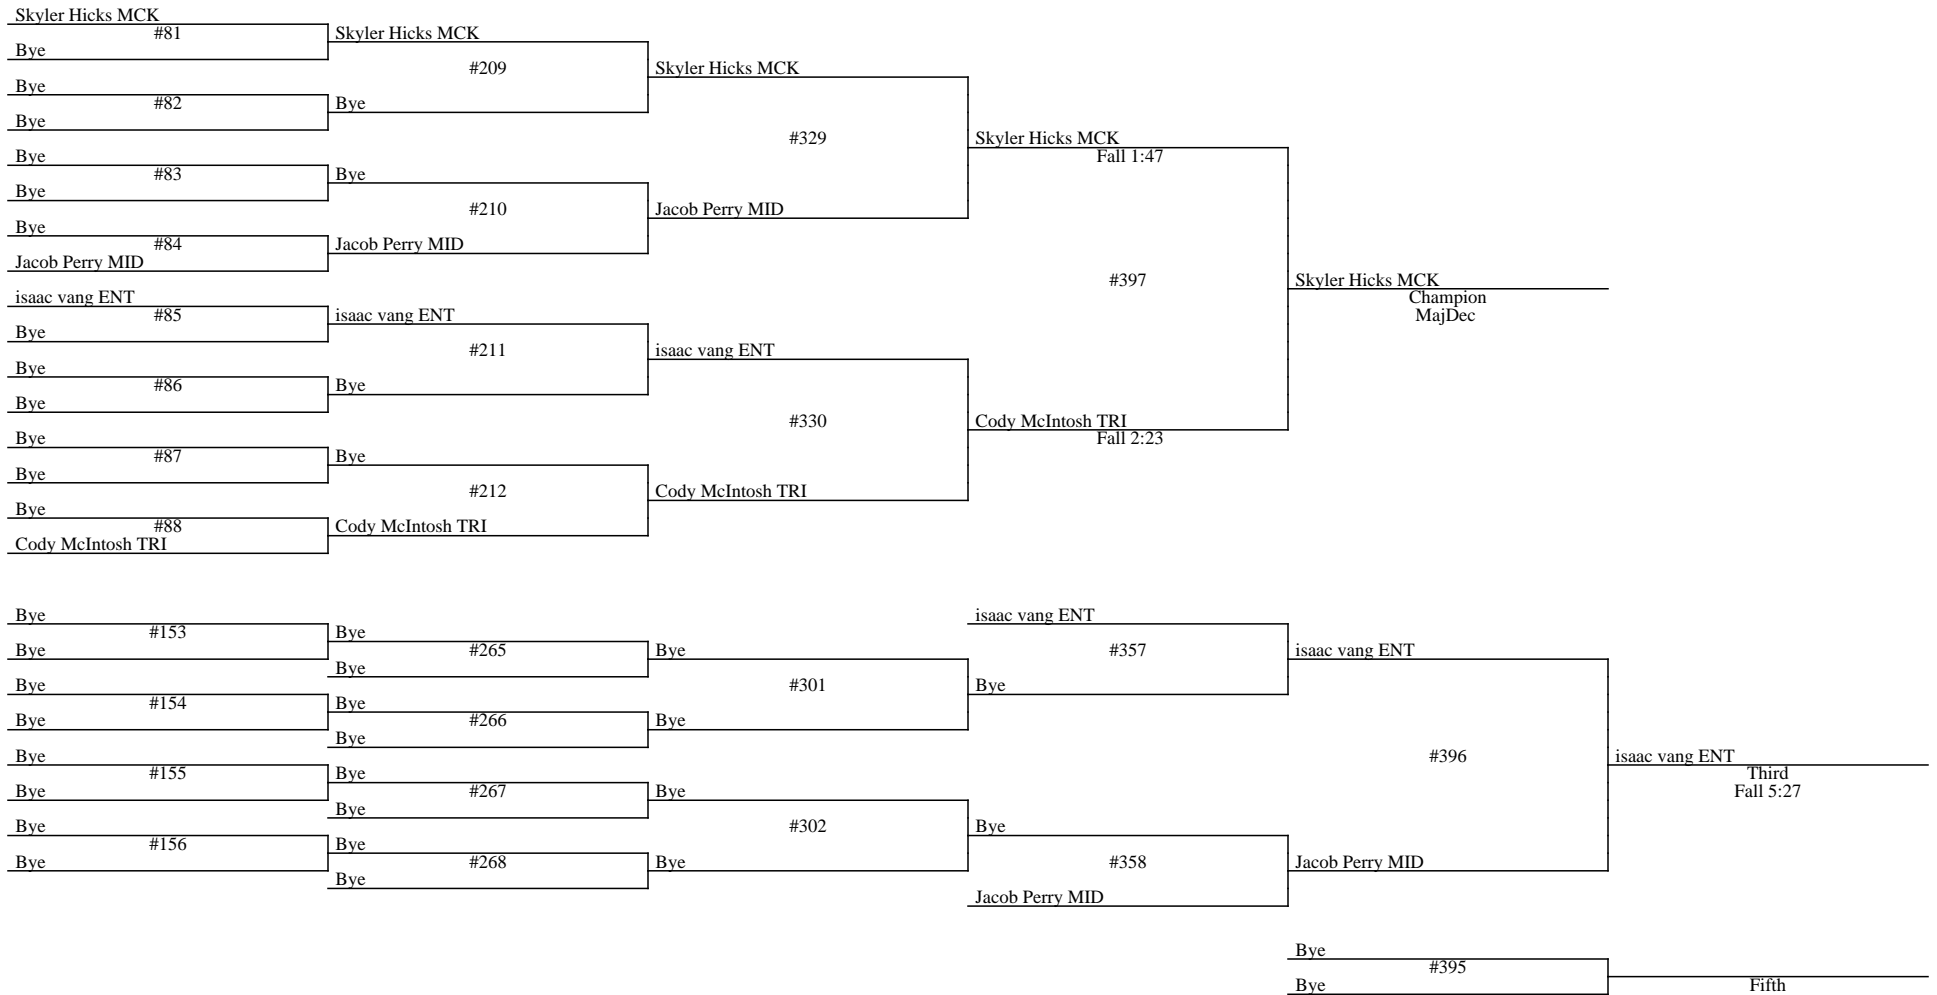 Skyler Hicks MCK
#81
Skyler Hicks MCK
Bye
#209
Skyler Hicks MCK
Bye
#82
Bye
Bye
#329
Skyler Hicks MCK
Fall 1:47
Bye
#83
Bye
Bye
#210
Jacob Perry MID
Bye
#84
Jacob Perry MID
Jacob Perry MID
#397
Skyler Hicks MCK
Champion
MajDec
isaac vang ENT
#85
isaac vang ENT
Bye
#211
isaac vang ENT
Bye
#86
Bye
Bye
#330
Cody McIntosh TRI
Fall 2:23
Bye
#87
Bye
Bye
#212
Cody McIntosh TRI
Bye
#88
Cody McIntosh TRI
Cody McIntosh TRI
Bye
#153
Bye
Bye
#265
Bye
Bye
isaac vang ENT
#357
isaac vang ENT
Bye
#154
Bye
#301
Bye
Bye
#266
Bye
Bye
Bye
#155
Bye
Bye
#267
Bye
Bye
#396
isaac vang ENT
Third
Fall 5:27
Bye
#156
Bye
#302
Bye
Bye
#268
Bye
Bye
#358
Jacob Perry MID
Jacob Perry MID
Bye
#395
Bye
Fifth